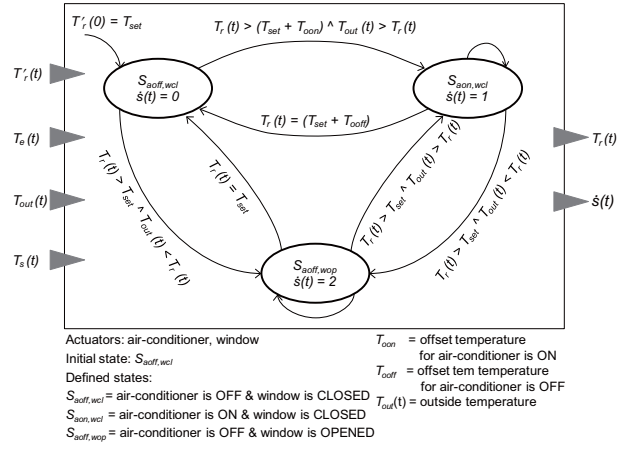 T'r (0) = Tset
Tr (t) > (Tset + Toon) ^ Tout (t) > Tr (t)
Saoff,wcl
ṡ(t) = 0
Saon,wcl
ṡ(t) = 1
T'r (t)
Tr (t) = (Tset + Tooff)
Te (t)
Tr (t)
Tr (t) > Tset ^ Tout (t) < Tr (t)
Tr (t) = Tset
Tr (t) > Tset ^ Tout (t) > Tr (t)
Tr (t) > Tset ^ Tout (t) < Tr (t)
Tout (t)
ṡ(t)
Ts (t)
Saoff,wop
ṡ(t) = 2
Actuators: air-conditioner, window
Initial state: Saoff,wcl
Defined states:
Saoff,wcl = air-conditioner is OFF & window is CLOSED
Saon,wcl = air-conditioner is ON & window is CLOSED
Saoff,wop = air-conditioner is OFF & window is OPENED
Toon = offset temperature
for air-conditioner is ON
Tooff = offset tem temperature
for air-conditioner is OFF
Tout(t) = outside temperature